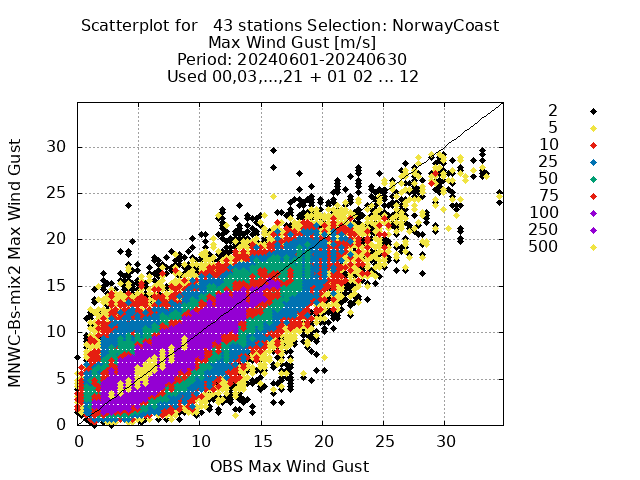 Scatterplot for   43 stations Selection: NorwayCoast
Max Wind Gust [m/s]
Period: 20240601-20240630
Used 00,03,...,21 + 01 02 ... 12
MNWC-Bs-mix2 Max Wind Gust
30
25
20
15
10
5
0
0 5 10 15 20 25 30
OBS Max Wind Gust
2
5
10
25
50
75
100
250
500